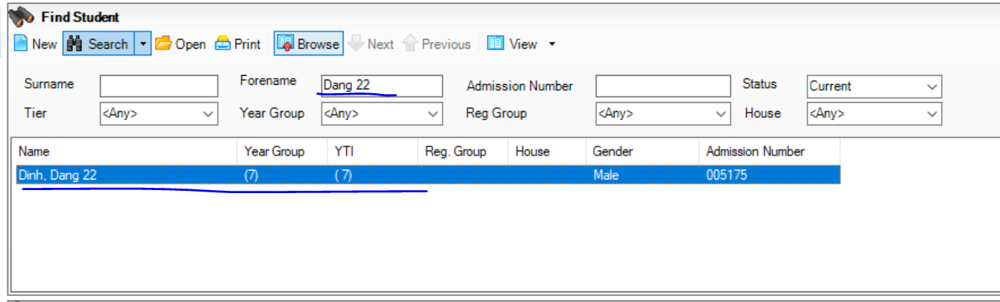 Find Student
New Search Open Print Browse Next Previous View
Surname Forename Dang 22 Admission Number Status Current
Tier <Any> Year Group <Any> Reg Group <Any> House <Any>
Name Year Group YTI Reg. Group House Gender Admission Number
Dinh, Dang 22 (7) ( 7) Male 005175